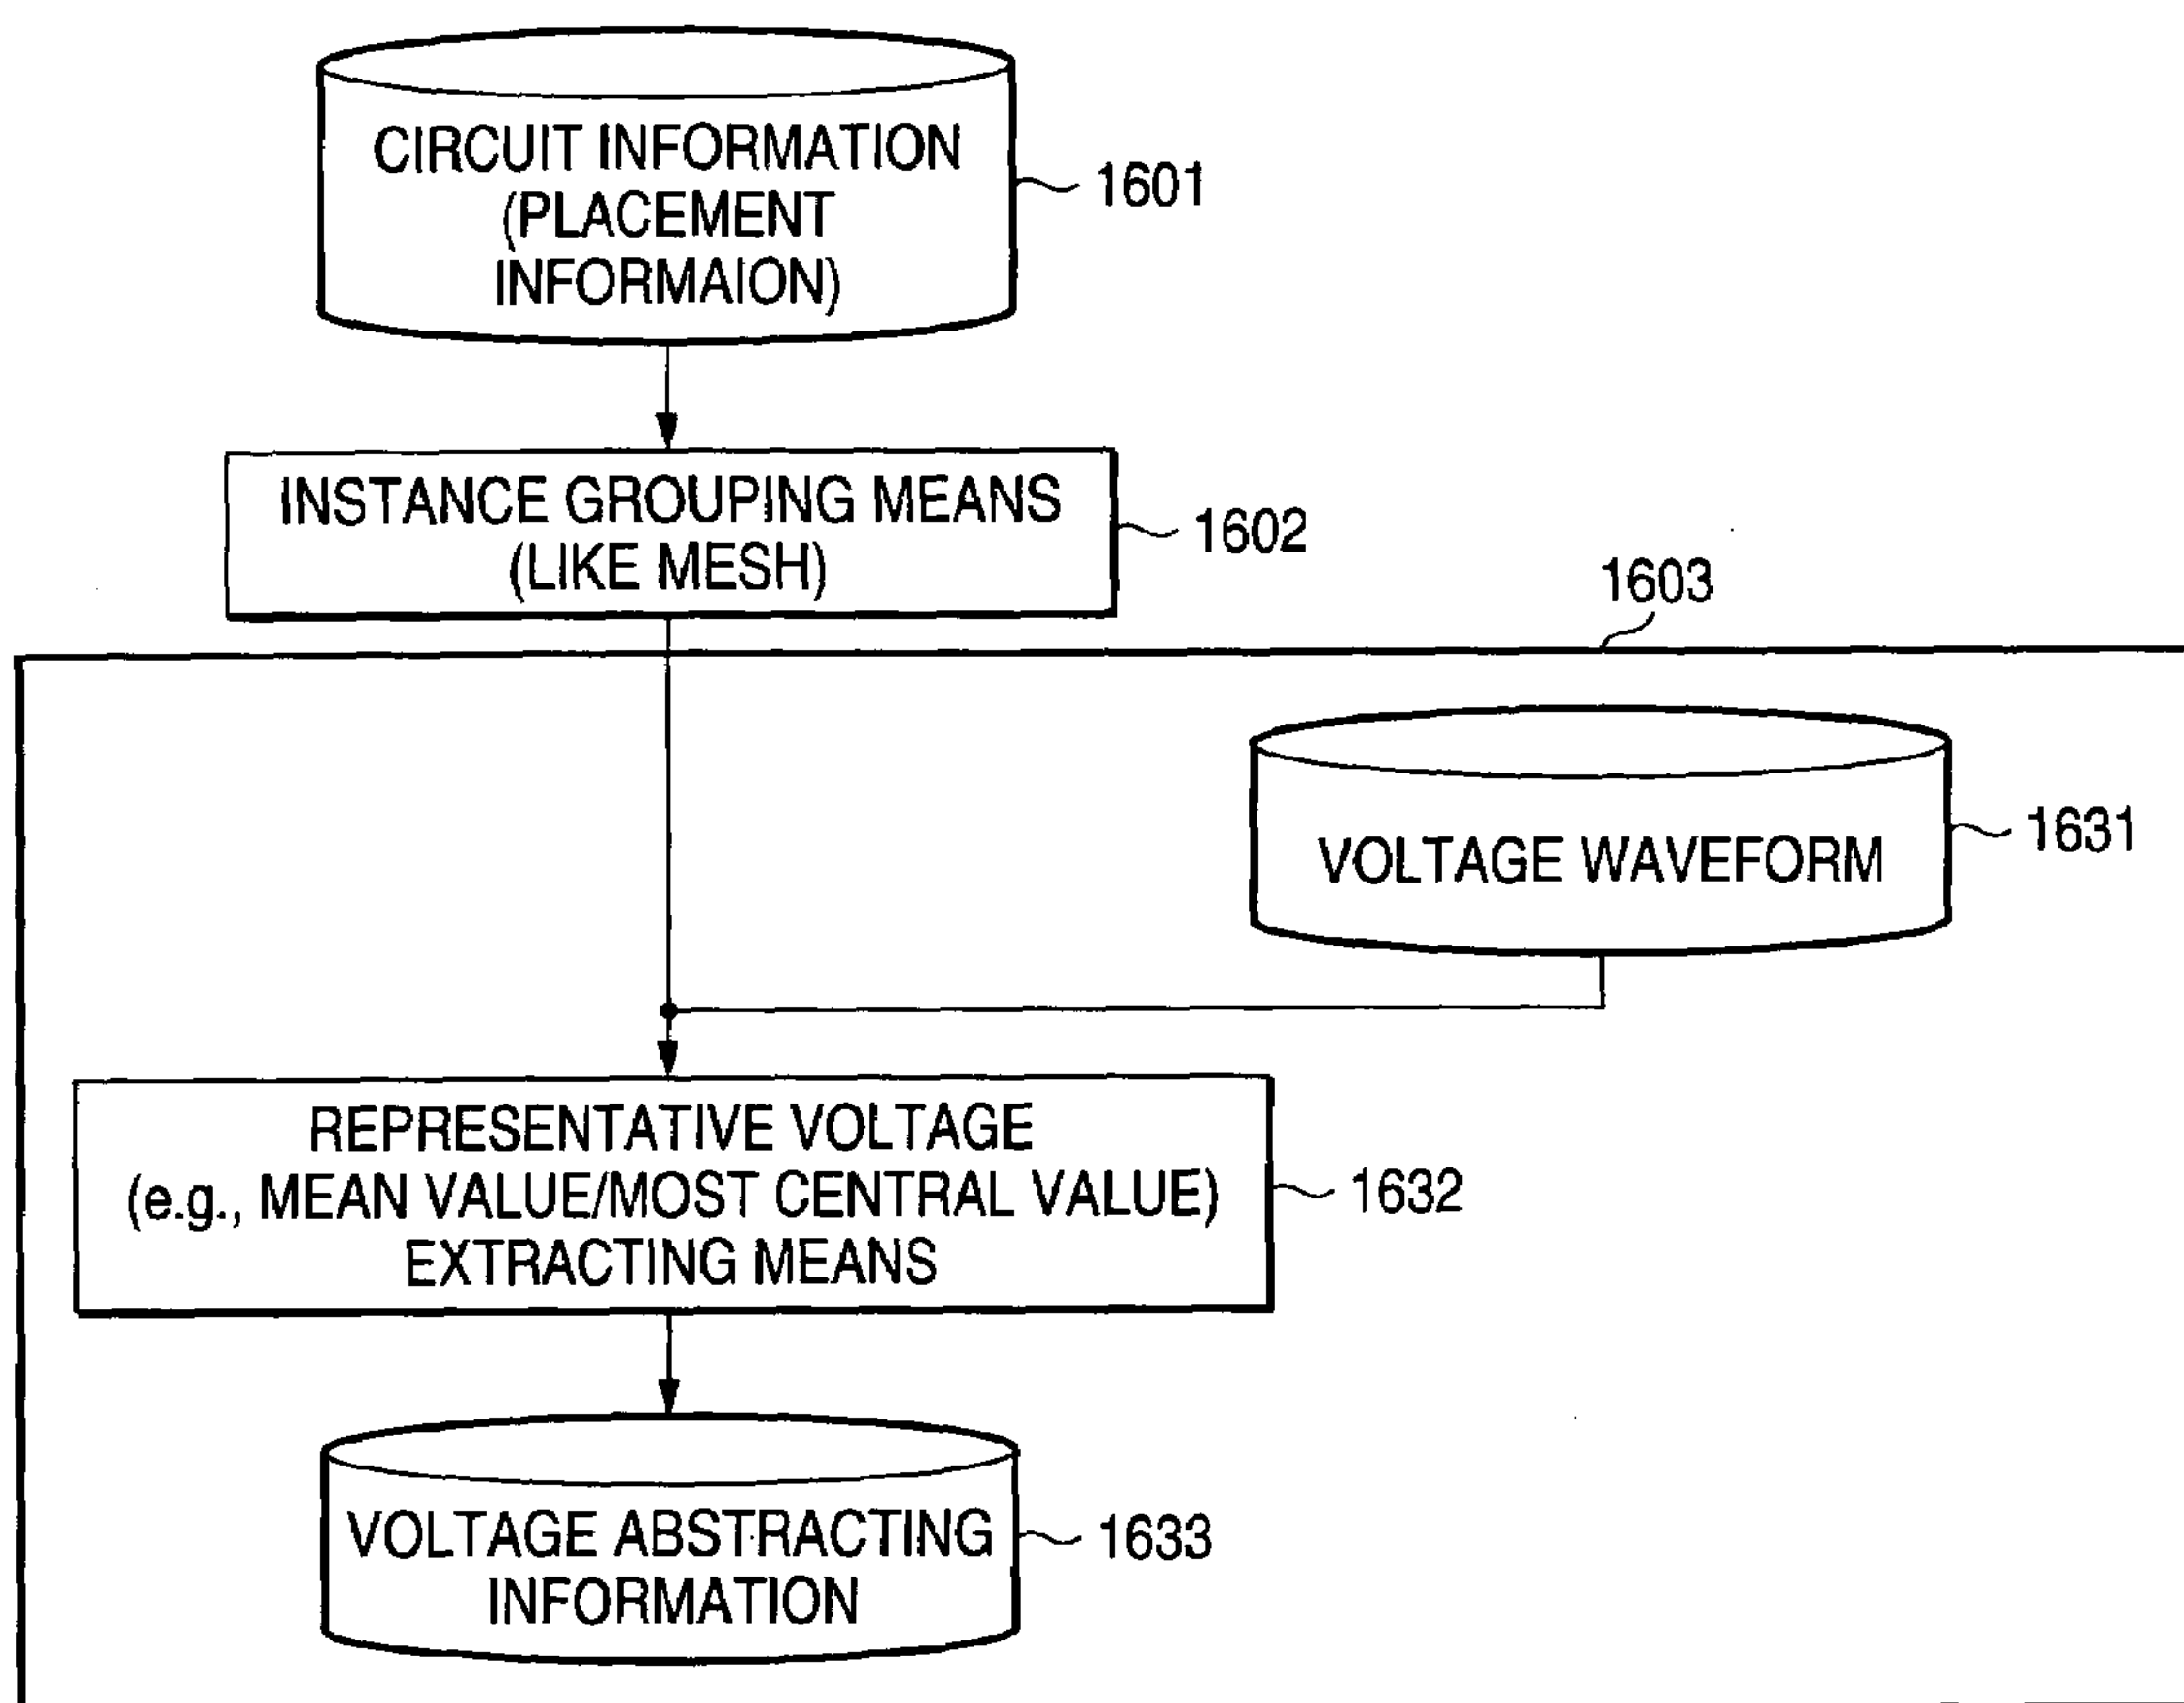 CIRCUIT INFORMATION
(PLACEMENT
INFORMAION)
1601
INSTANCE GROUPING MEANS
(LIKE MESH)
1602
1603
VOLTAGE WAVEFORM
1631
REPRESENTATIVE VOLTAGE
(e.g., MEAN VALUE/MOST CENTRAL VALUE)
EXTRACTING MEANS
1632
VOLTAGE ABSTRACTING
INFORMATION
1633